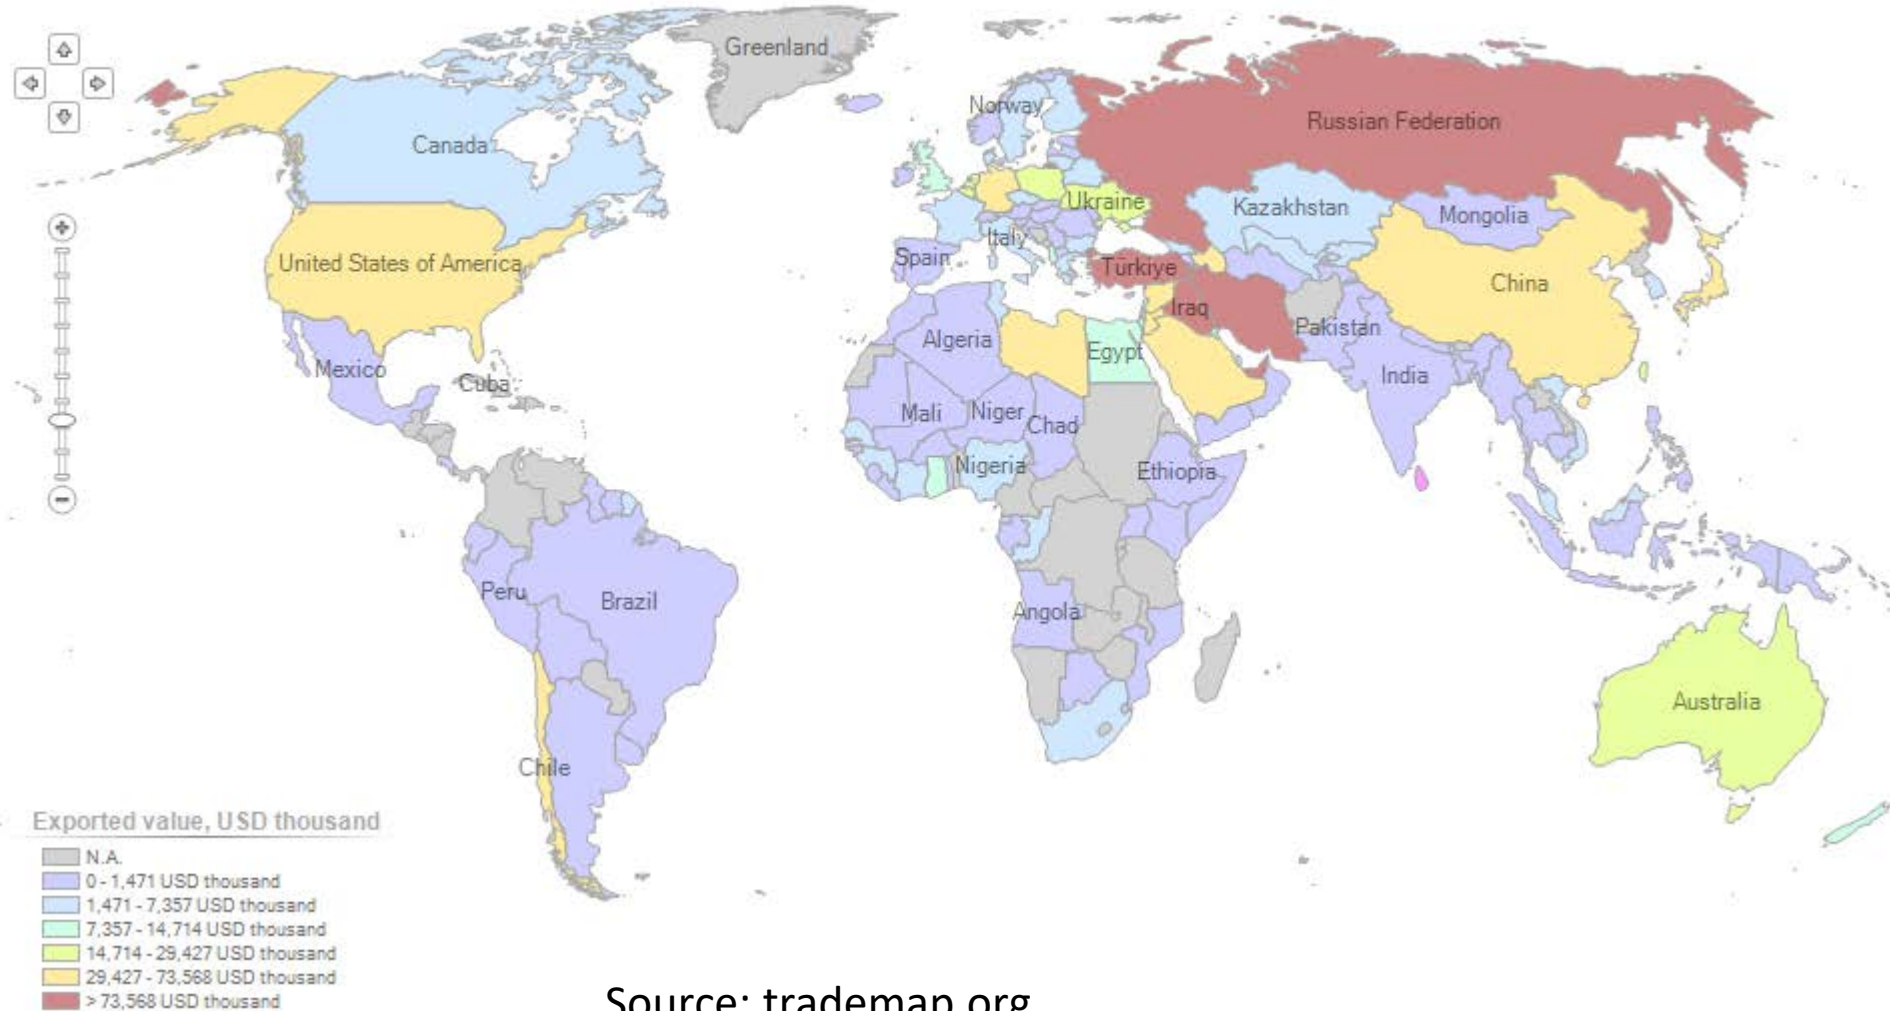 Greenland
Norway
Russian Federation
Canada
Ukraine
Kazakhstan
Mongolia
Italy
Spain
United States of America
Türkiye
China
Iraq
Pakistan
Algeria
Egypt
Mexico
India
Cuba
Mali
Niger
Chad
Nigeria
Ethiopia
Peru
Brazil
Angola
Australia
Chile
Exported value, USD thousand
N.A.
0 - 1,471 USD thousand
1,471 - 7,357 USD thousand
7,357 - 14,714 USD thousand
14,714 - 29,427 USD thousand
29,427 - 73,568 USD thousand
> 73,568 USD thousand
Source: trademap.org